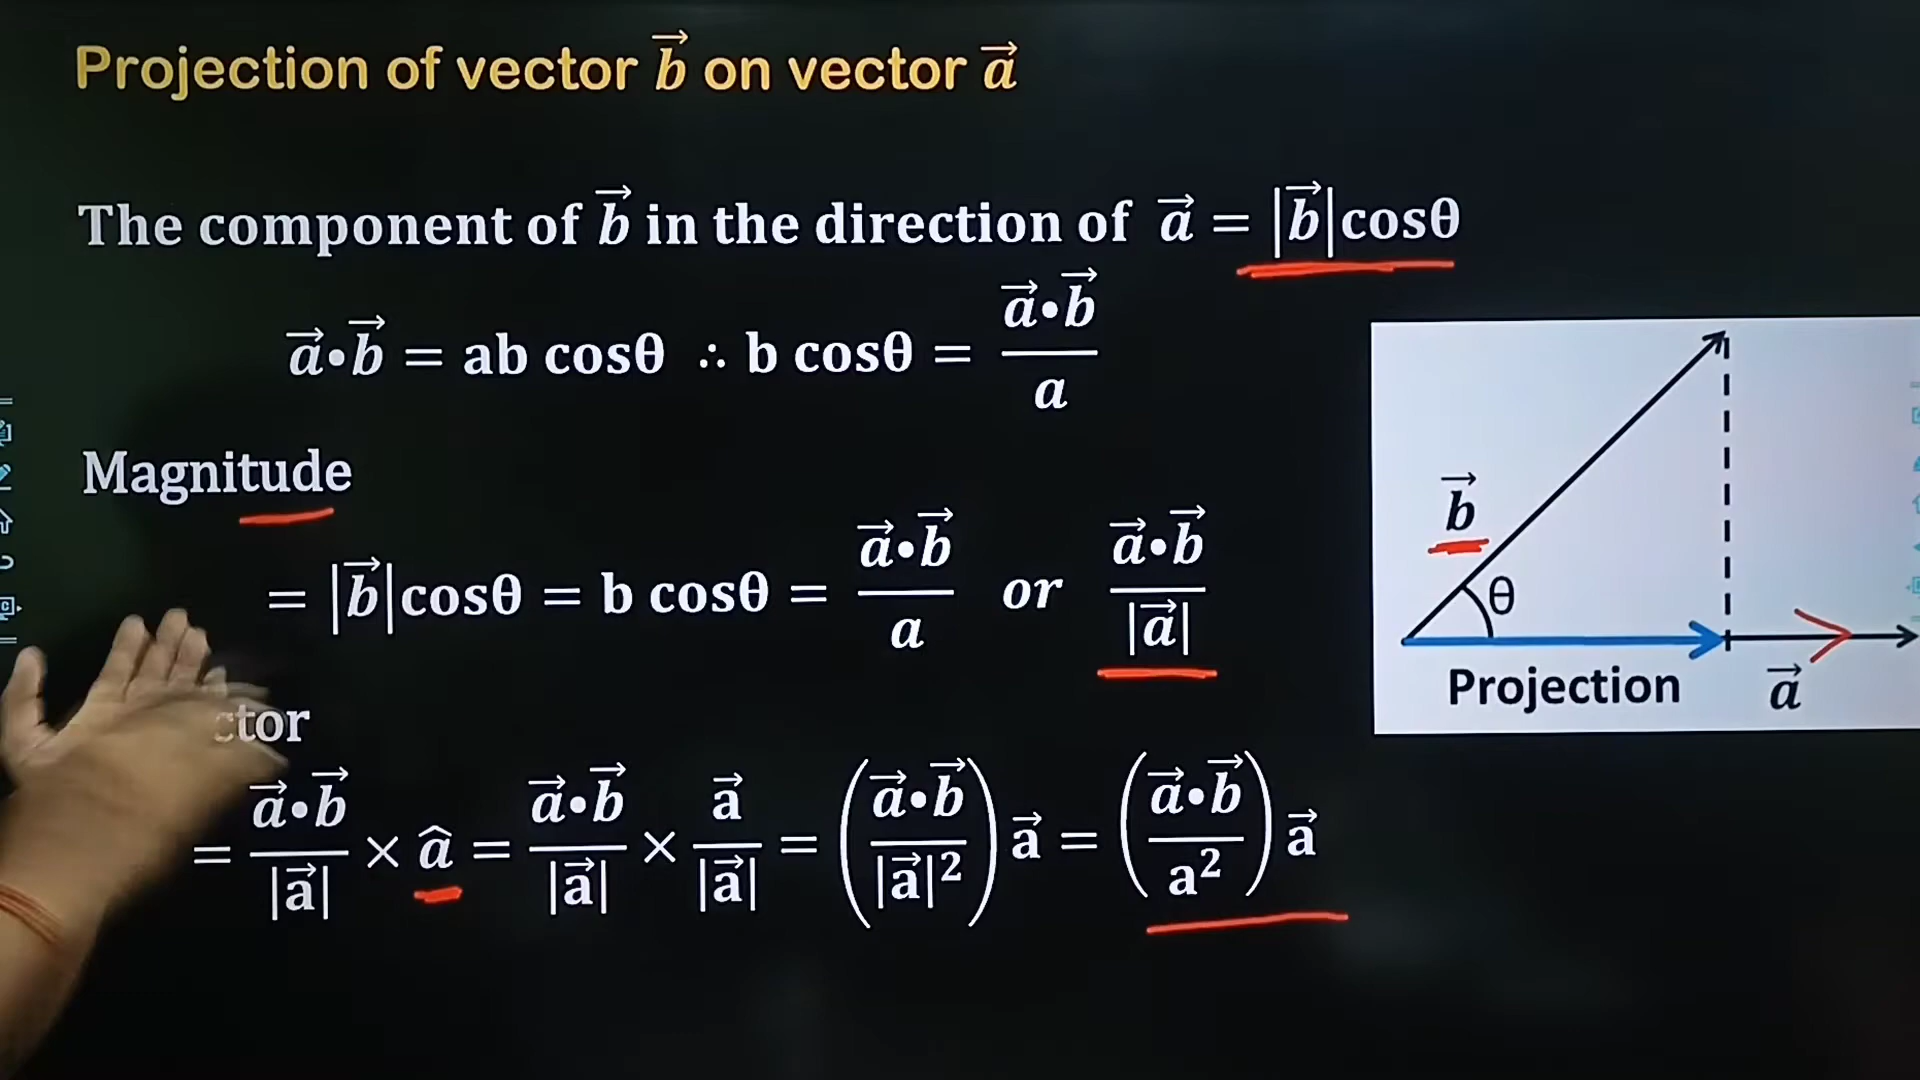 Projection of vector b⃗ on vector a⃗
The component of b⃗ in the direction of a⃗ = |b⃗|cosθ
a⃗•b⃗ = ab cosθ ∴ b cosθ = a⃗•b⃗ / a
Magnitude
= |b⃗|cosθ = b cosθ = a⃗•b⃗ / a or a⃗•b⃗ / |a⃗|
ctor
= a⃗•b⃗ / |a⃗| × â = a⃗•b⃗ / |a⃗| × a⃗ / |a⃗| = (a⃗•b⃗ / |a⃗|²) a⃗ = (a⃗•b⃗ / a²) a⃗
b⃗
θ
Projection
a⃗